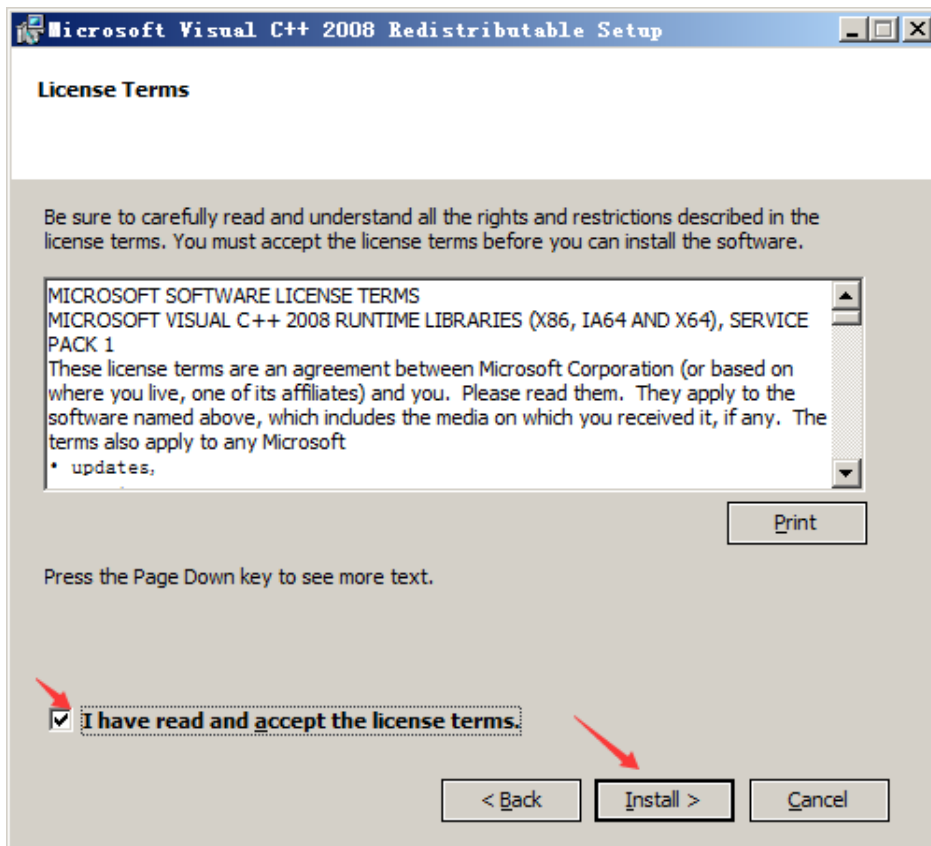 Microsoft Visual C++ 2008 Redistributable Setup
License Terms
Be sure to carefully read and understand all the rights and restrictions described in the
license terms. You must accept the license terms before you can install the software.
MICROSOFT SOFTWARE LICENSE TERMS
MICROSOFT VISUAL C++ 2008 RUNTIME LIBRARIES (X86, IA64 AND X64), SERVICE
PACK 1
These license terms are an agreement between Microsoft Corporation (or based on
where you live, one of its affiliates) and you.  Please read them.  They apply to the
software named above, which includes the media on which you received it, if any.  The
terms also apply to any Microsoft
• updates,
Print
Press the Page Down key to see more text.
I have read and accept the license terms.
< Back
Install >
Cancel